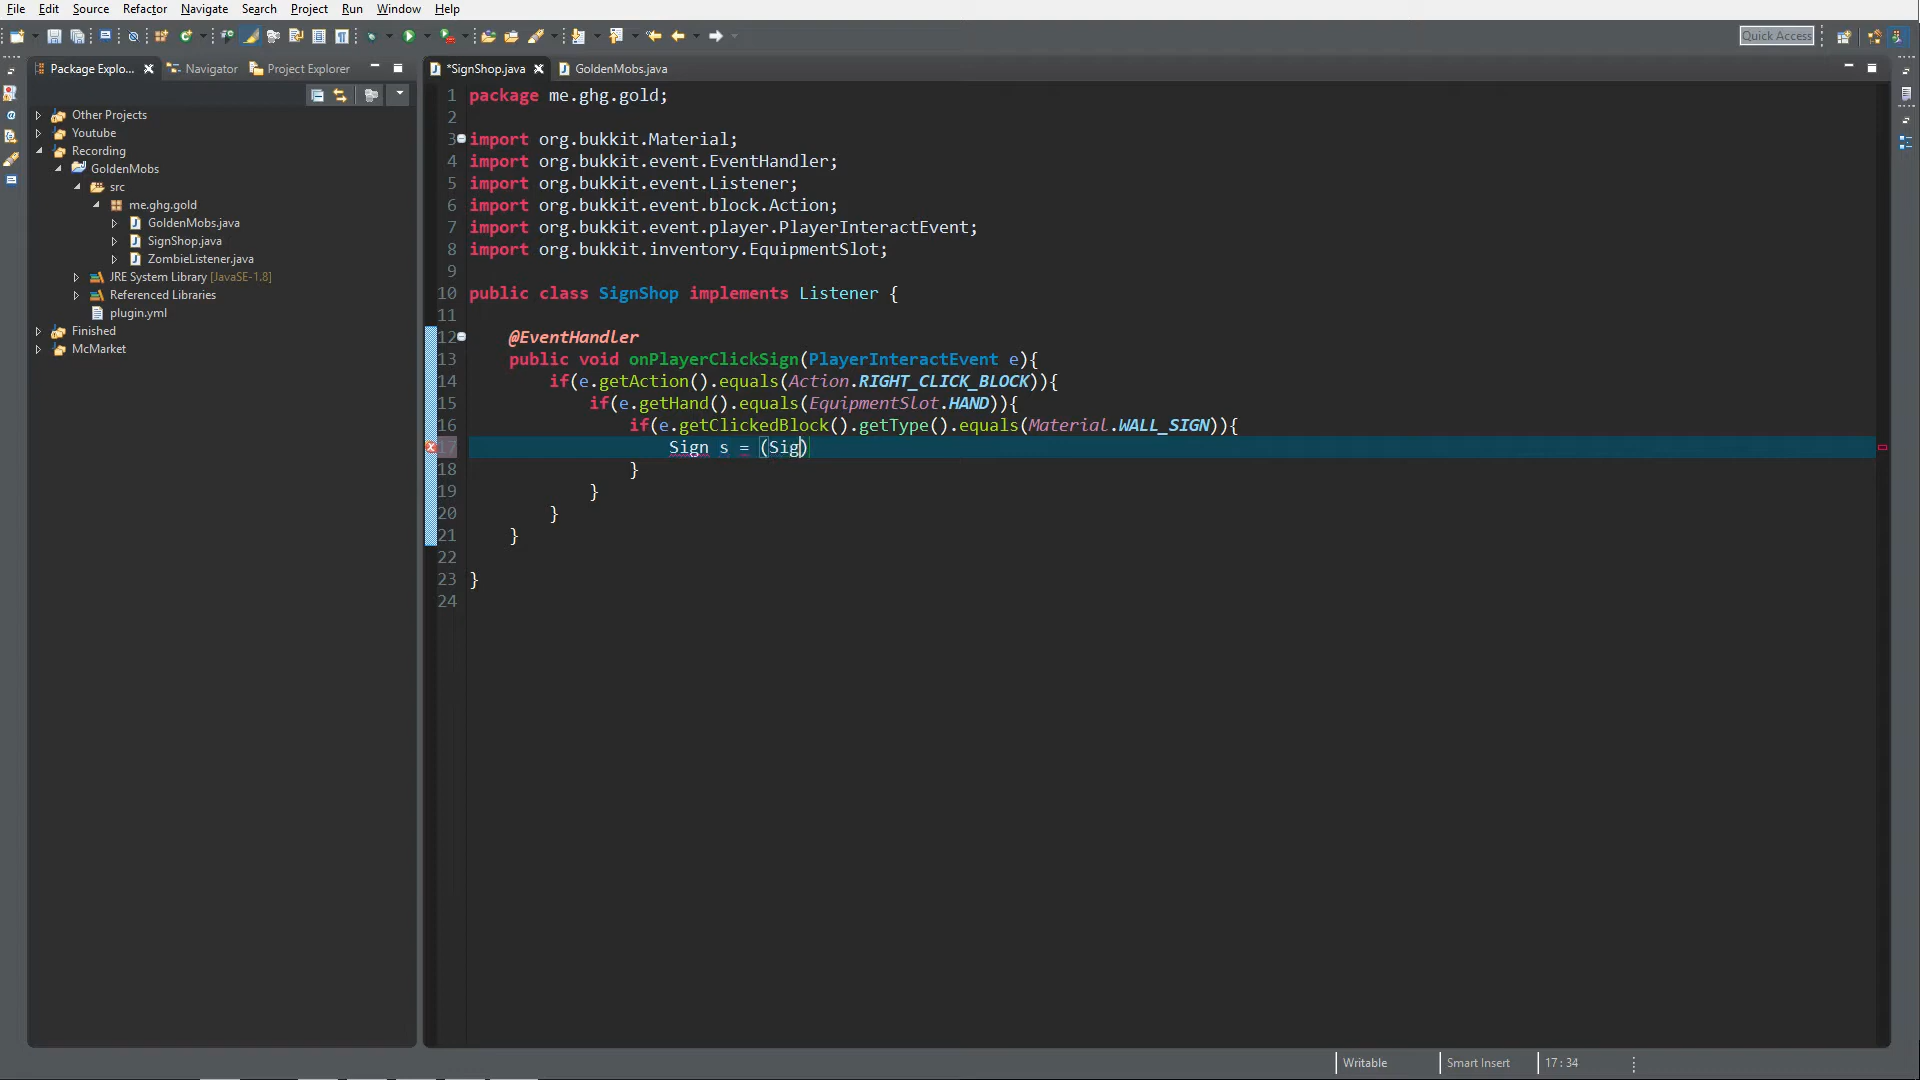 File Edit Source Refactor Navigate Search Project Run Window Help
Quick Access
Package Explo... Navigator Project Explorer
*SignShop.java GoldenMobs.java
Other Projects
Youtube
Recording
GoldenMobs
src
me.ghg.gold
GoldenMobs.java
SignShop.java
ZombieListener.java
JRE System Library [JavaSE-1.8]
Referenced Libraries
plugin.yml
Finished
McMarket
1 package me.ghg.gold;
2
3 import org.bukkit.Material;
4 import org.bukkit.event.EventHandler;
5 import org.bukkit.event.Listener;
6 import org.bukkit.event.block.Action;
7 import org.bukkit.event.player.PlayerInteractEvent;
8 import org.bukkit.inventory.EquipmentSlot;
9
10 public class SignShop implements Listener {
11
12 @EventHandler
13 public void onPlayerClickSign(PlayerInteractEvent e){
14 if(e.getAction().equals(Action.RIGHT_CLICK_BLOCK)){
15 if(e.getHand().equals(EquipmentSlot.HAND)){
16 if(e.getClickedBlock().getType().equals(Material.WALL_SIGN)){
17 Sign s = (Sig)
18 }
19 }
20 }
21 }
22
23 }
24
Writable Smart Insert 17 : 34